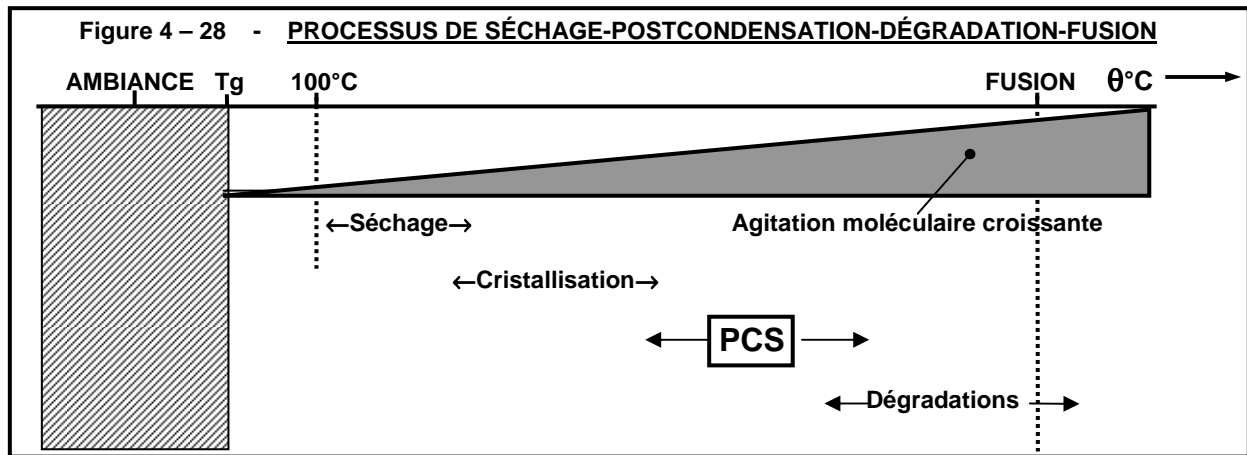 Figure 4 – 28 - PROCESSUS DE SÉCHAGE-POSTCONDENSATION-DÉGRADATION-FUSION
AMBIANCE Tg 100°C FUSION θ°C
←Séchage→
Agitation moléculaire croissante
←Cristallisation→
PCS
Dégradations